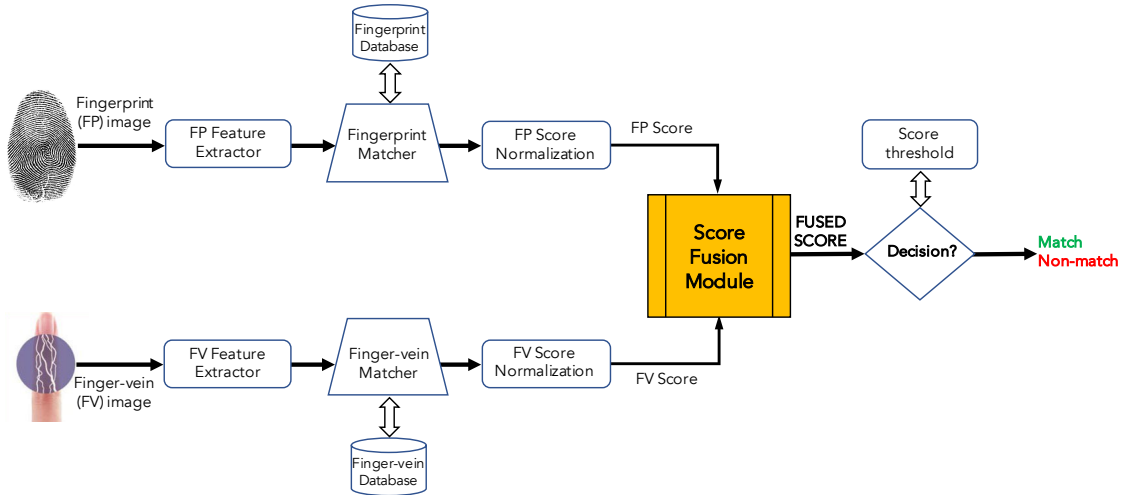 Fingerprint
Database
Fingerprint
(FP) image
FP Feature
Extractor
Fingerprint
Matcher
FP Score
Normalization
FP Score
Score
threshold
Score
Fusion
Module
FUSED
SCORE
Decision?
Match
Non-match
Finger-vein
(FV) image
FV Feature
Extractor
Finger-vein
Matcher
FV Score
Normalization
FV Score
Finger-vein
Database